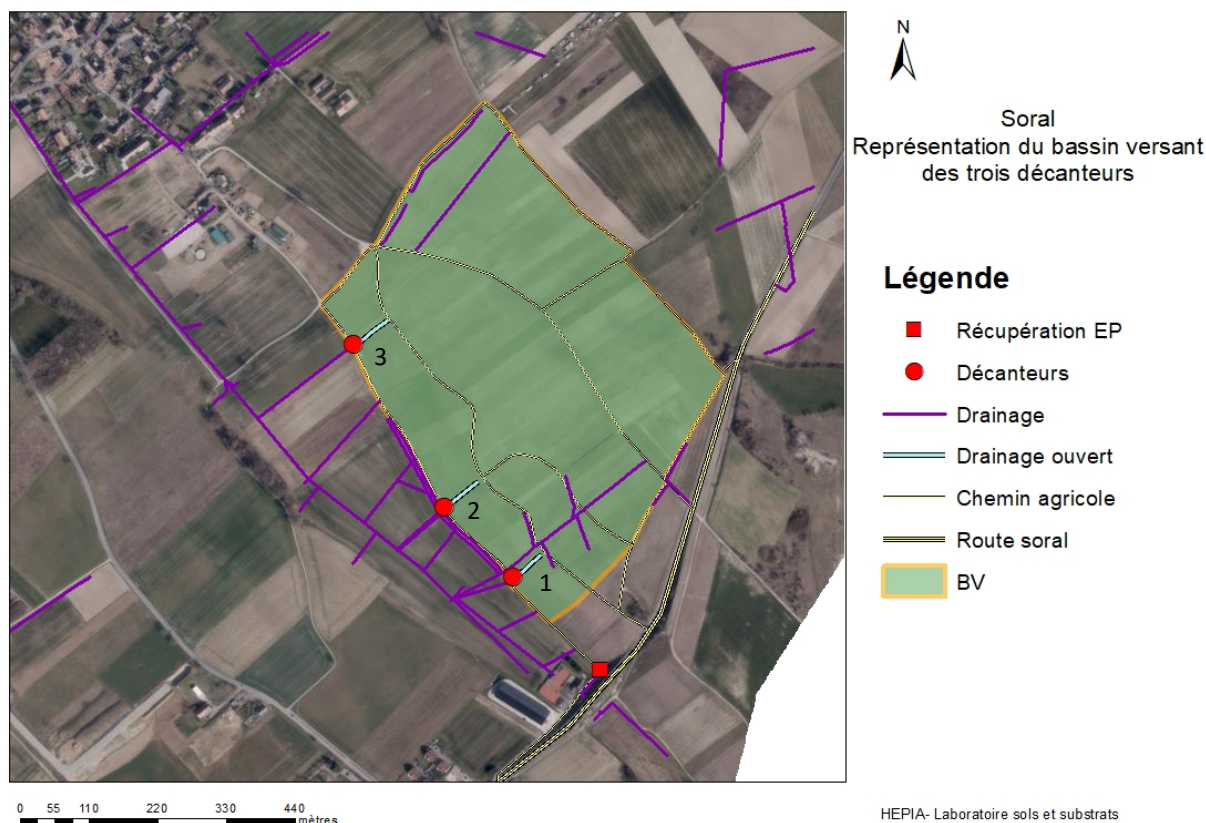 N
Soral
Représentation du bassin versant
des trois décanteurs
Légende
Récupération EP
Décanteurs
Drainage
Drainage ouvert
Chemin agricole
Route soral
BV
3
2
1
0 55 110 220 330 440
mètres
HEPIA- Laboratoire sols et substrats